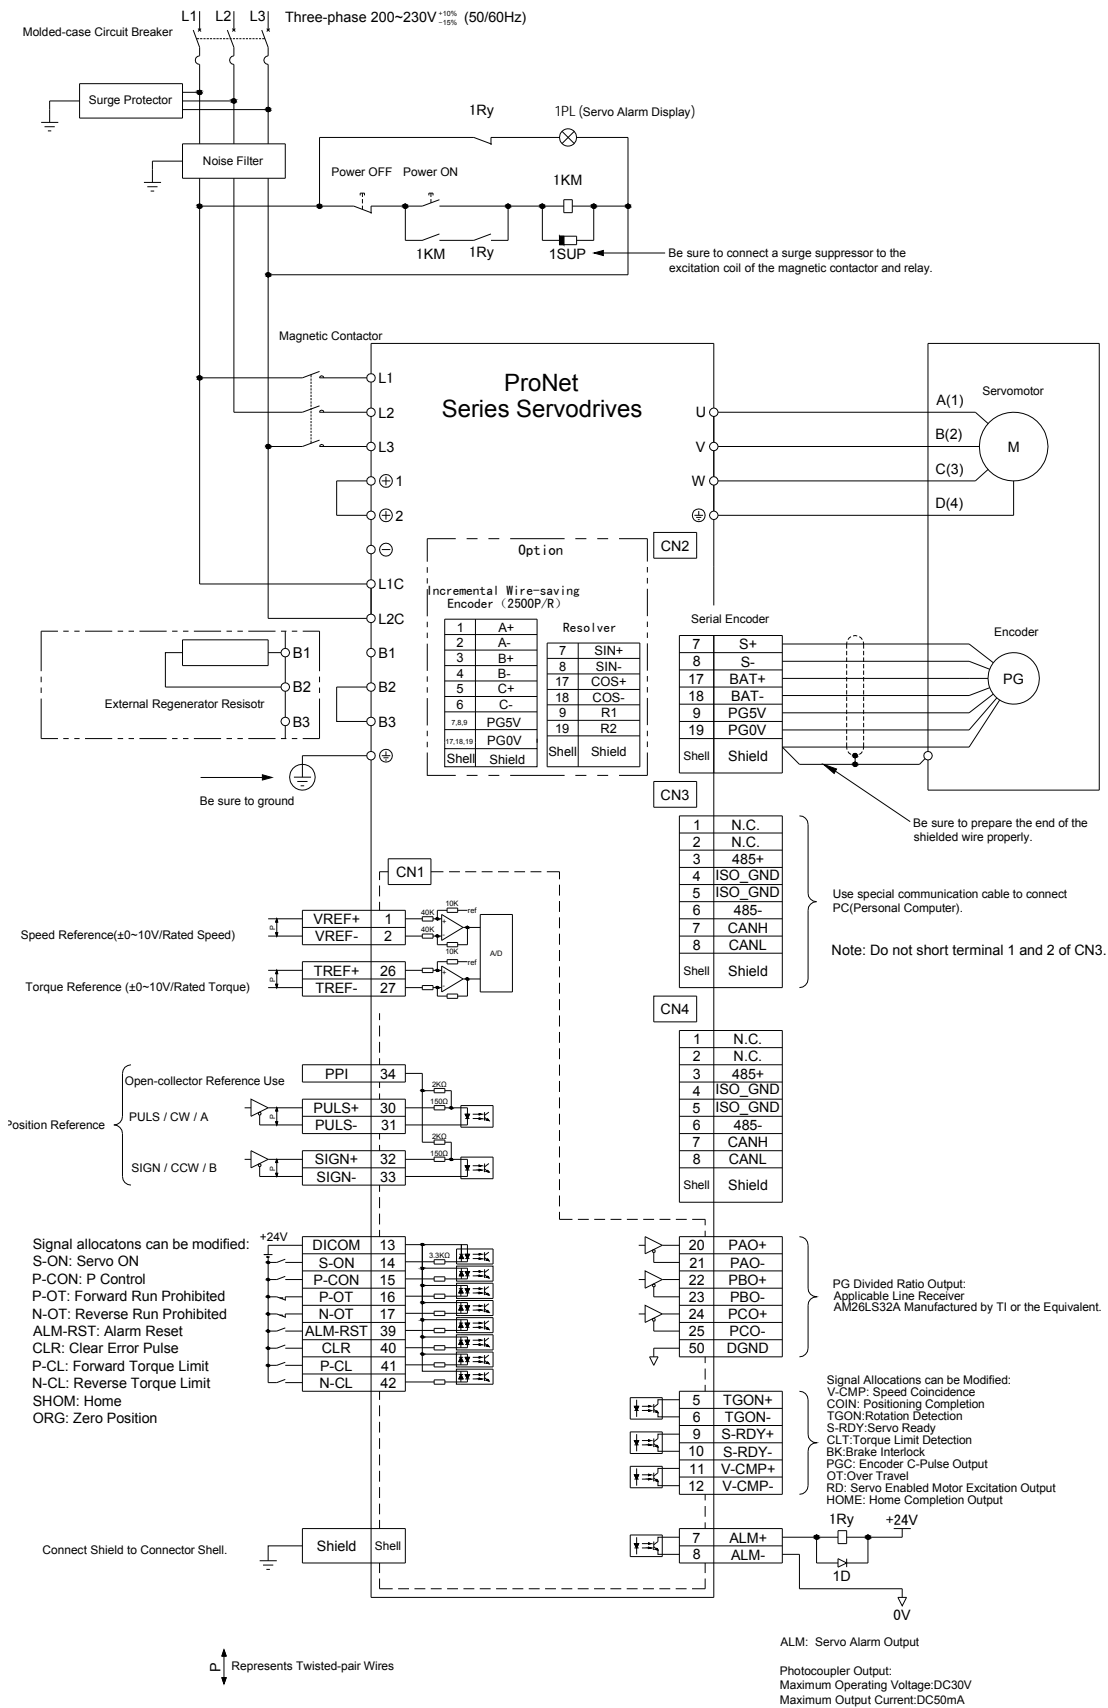 L1 L2 L3 Three-phase 200~230V +10% -15% (50/60Hz)
Molded-case Circuit Breaker
Surge Protector
Noise Filter
1Ry 1PL (Servo Alarm Display)
Power OFF Power ON
1KM
1KM 1Ry 1SUP
Be sure to connect a surge suppressor to the
excitation coil of the magnetic contactor and relay.
Magnetic Contactor
ProNet
Series Servodrives
L1
L2
L3
⊕1
⊕2
⊖
L1C
L2C
B1
B2
B3
B1
B2
B3
External Regenerator Resisotr
Be sure to ground
U
V
W
A(1)
B(2)
C(3)
D(4)
Servomotor
M
CN2
Option
Incremental Wire-saving
Encoder (2500P/R)
1 A+
2 A-
3 B+
4 B-
5 C+
6 C-
7,8,9 PG5V
17,18,19 PG0V
Shell Shield
Resolver
7 SIN+
8 SIN-
17 COS+
18 COS-
9 R1
19 R2
Shell Shield
Serial Encoder
7 S+
8 S-
17 BAT+
18 BAT-
9 PG5V
19 PG0V
Shell Shield
Encoder
PG
Be sure to prepare the end of the
shielded wire properly.
CN3
1 N.C.
2 N.C.
3 485+
4 ISO_GND
5 ISO_GND
6 485-
7 CANH
8 CANL
Shell Shield
Use special communication cable to connect
PC(Personal Computer).
Note: Do not short terminal 1 and 2 of CN3.
CN4
1 N.C.
2 N.C.
3 485+
4 ISO_GND
5 ISO_GND
6 485-
7 CANH
8 CANL
Shell Shield
CN1
Speed Reference(±0~10V/Rated Speed)
P
VREF+ 1
VREF- 2
40K
40K
10K
10K
ref
A/D
Torque Reference (±0~10V/Rated Torque)
P
TREF+ 26
TREF- 27
ref
Position Reference
Open-collector Reference Use
PPI 34
PULS / CW / A
P
PULS+ 30
PULS- 31
2KΩ
150Ω
SIGN / CCW / B
P
SIGN+ 32
SIGN- 33
2KΩ
150Ω
Signal allocatons can be modified:
S-ON: Servo ON
P-CON: P Control
P-OT: Forward Run Prohibited
N-OT: Reverse Run Prohibited
ALM-RST: Alarm Reset
CLR: Clear Error Pulse
P-CL: Forward Torque Limit
N-CL: Reverse Torque Limit
SHOM: Home
ORG: Zero Position
+24V
DICOM 13
S-ON 14
P-CON 15
P-OT 16
N-OT 17
ALM-RST 39
CLR 40
P-CL 41
N-CL 42
3.3KΩ
20 PAO+
21 PAO-
22 PBO+
23 PBO-
24 PCO+
25 PCO-
50 DGND
PG Divided Ratio Output:
Applicable Line Receiver
AM26LS32A Manufactured by TI or the Equivalent.
5 TGON+
6 TGON-
9 S-RDY+
10 S-RDY-
11 V-CMP+
12 V-CMP-
Signal Allocations can be Modified:
V-CMP: Speed Coincidence
COIN: Positioning Completion
TGON:Rotation Detection
S-RDY:Servo Ready
CLT:Torque Limit Detection
BK:Brake Interlock
PGC: Encoder C-Pulse Output
OT:Over Travel
RD: Servo Enabled Motor Excitation Output
HOME: Home Completion Output
Connect Shield to Connector Shell.
Shield Shell
7 ALM+
8 ALM-
1Ry +24V
1D
0V
ALM: Servo Alarm Output
P Represents Twisted-pair Wires
Photocoupler Output:
Maximum Operating Voltage:DC30V
Maximum Output Current:DC50mA